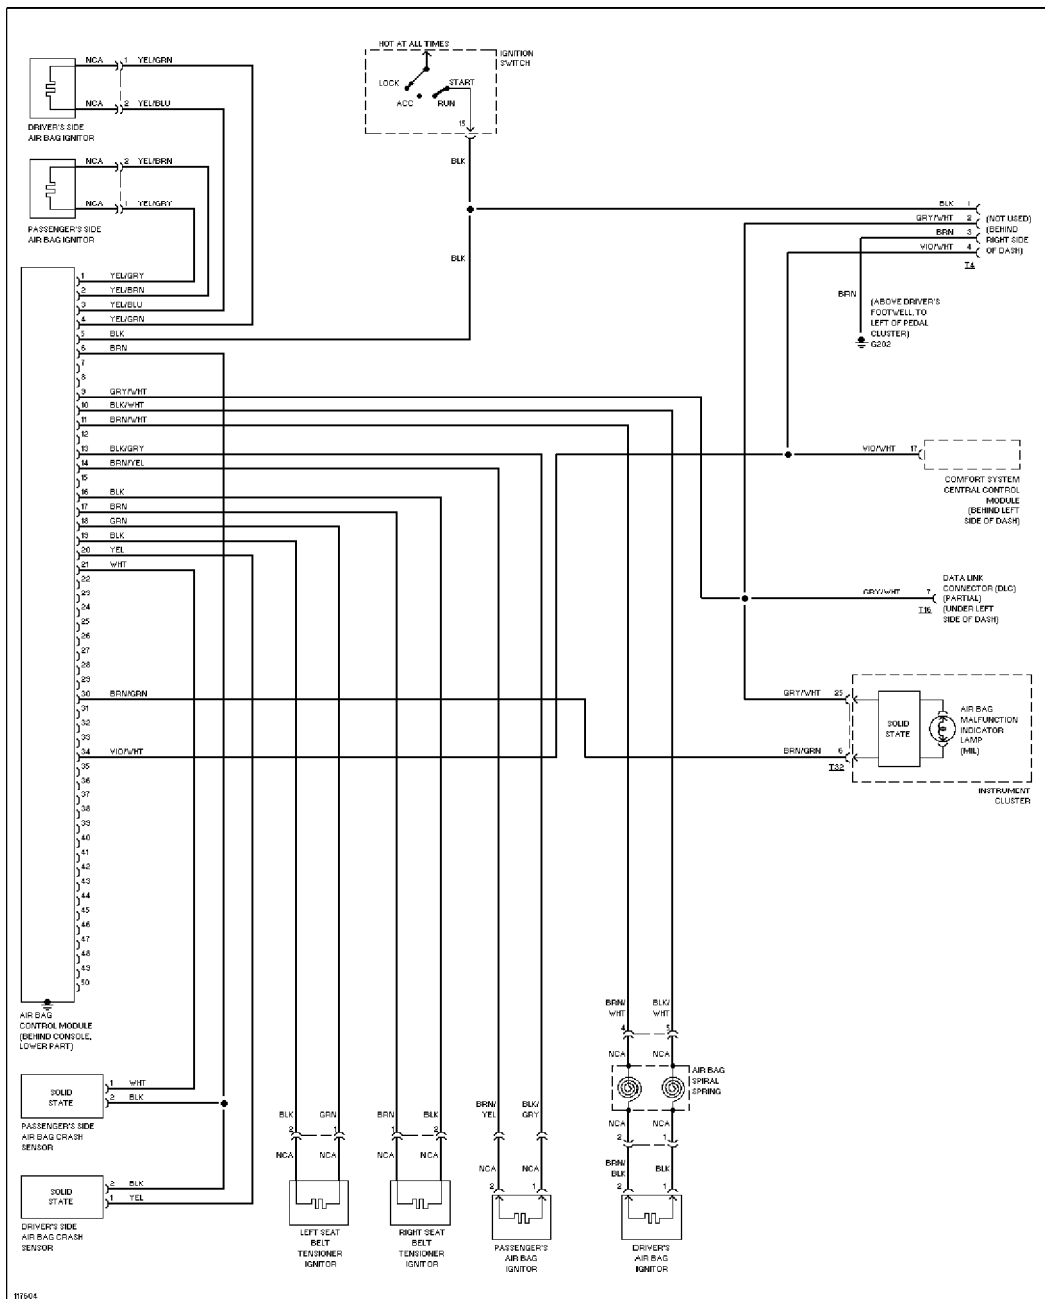 HOT AT ALL TIMES
IGNITION
SWITCH
LOCK
START
ACC
RUN
15
BLK
BLK
NCA 1 YEL/GRN
NCA 2 YEL/BLU
DRIVER'S SIDE
AIR BAG IGNITOR
NCA 2 YEL/BRN
NCA 1 YEL/GRY
PASSENGER'S SIDE
AIR BAG IGNITOR
BLK 1
GRY/WHT 2
BRN 3
VIO/WHT 4
(NOT USED)
(BEHIND
RIGHT SIDE
OF DASH)
T4
BRN
(ABOVE DRIVER'S
FOOTWELL, TO
LEFT OF PEDAL
CLUSTER)
G202
1 YEL/GRY
2 YEL/BRN
3 YEL/BLU
4 YEL/GRN
5 BLK
6 BRN
7
8
9 GRY/WHT
10 BLK/WHT
11 BRN/WHT
12
13 BLK/GRY
14 BRN/YEL
15
16 BLK
17 BRN
18 GRN
19 BLK
20 YEL
21 WHT
22
23
24
25
26
27
28
29
30 BRN/GRN
31
32
33
34 VIO/WHT
35
36
37
38
39
40
41
42
43
44
45
46
47
48
49
50
AIR BAG
CONTROL MODULE
(BEHIND CONSOLE,
LOWER PART)
VIO/WHT 17
COMFORT SYSTEM
CENTRAL CONTROL
MODULE
(BEHIND LEFT
SIDE OF DASH)
GRY/WHT 7
T16
DATA LINK
CONNECTOR (DLC)
(PARTIAL)
(UNDER LEFT
SIDE OF DASH)
GRY/WHT 25
BRN/GRN 6
T32
SOLID
STATE
AIR BAG
MALFUNCTION
INDICATOR
LAMP
(MIL)
INSTRUMENT
CLUSTER
SOLID
STATE
1 WHT
2 BLK
PASSENGER'S SIDE
AIR BAG CRASH
SENSOR
SOLID
STATE
2 BLK
1 YEL
DRIVER'S SIDE
AIR BAG CRASH
SENSOR
BLK GRN
2 1
NCA NCA
LEFT SEAT
BELT
TENSIONER
IGNITOR
BRN BLK
1 2
NCA NCA
RIGHT SEAT
BELT
TENSIONER
IGNITOR
BRN/
YEL
BLK/
GRY
NCA NCA
2 1
PASSENGER'S
AIR BAG
IGNITOR
BRN/
WHT
BLK/
WHT
4 5
NCA NCA
AIR BAG
SPIRAL
SPRING
NCA NCA
2 1
BRN/
BLK
BLK
2 1
DRIVER'S
AIR BAG
IGNITOR
117604